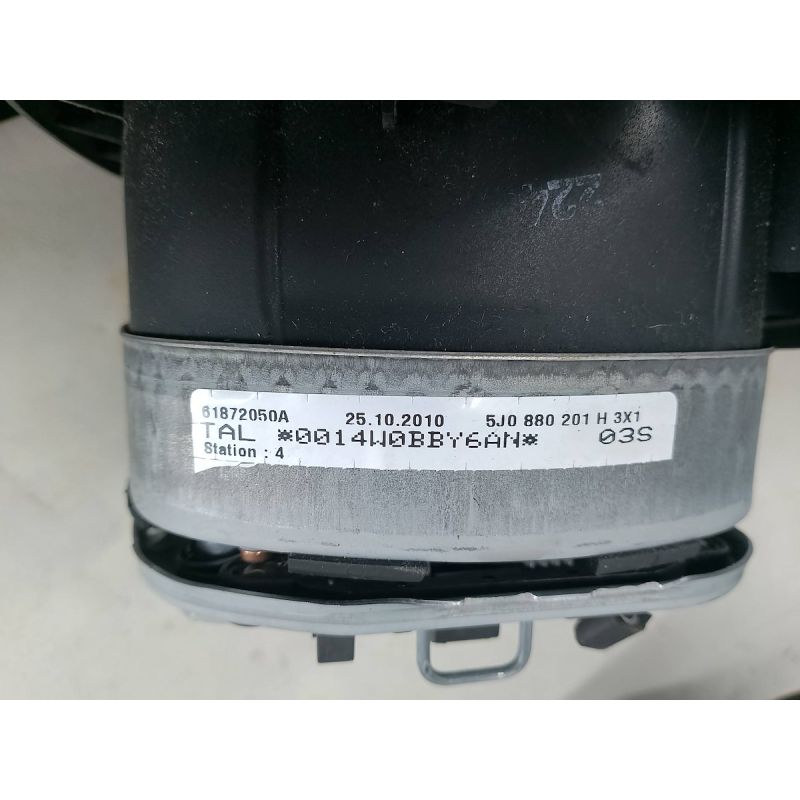 61872050A 25.10.2010 5J0 880 201 H 3X1
TAL *0014W0BBY6AN* 03S
Station : 4